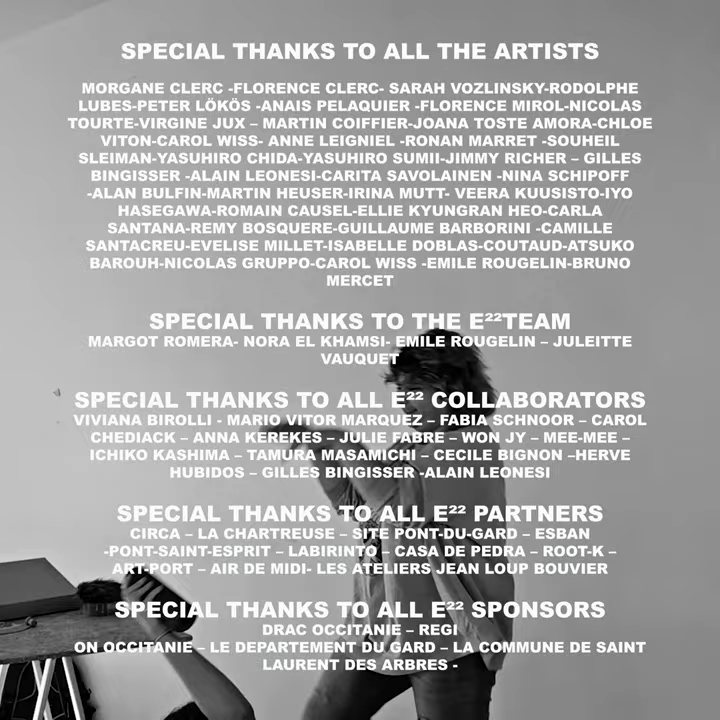 SPECIAL THANKS TO ALL THE ARTISTS
MORGANE CLERC -FLORENCE CLERC- SARAH VOZLINSKY-RODOLPHE
LUBES-PETER LÖKÖS -ANAIS PELAQUIER -FLORENCE MIROL-NICOLAS
TOURTE-VIRGINE JUX – MARTIN COIFFIER-JOANA TOSTE AMORA-CHLOE
VITON-CAROL WISS- ANNE LEIGNIEL -RONAN MARRET -SOUHEIL
SLEIMAN-YASUHIRO CHIDA-YASUHIRO SUMII-JIMMY RICHER – GILLES
BINGISSER -ALAIN LEONESI-CARITA SAVOLAINEN -NINA SCHIPOFF
-ALAN BULFIN-MARTIN HEUSER-IRINA MUTT- VEERA KUUSISTO-IYO
HASEGAWA-ROMAIN CAUSEL-ELLIE KYUNGRAN HEO-CARLA
SANTANA-REMY BOSQUERE-GUILLAUME BARBORINI -CAMILLE
SANTACREU-EVELISE MILLET-ISABELLE DOBLAS-COUTAUD-ATSUKO
BAROUH-NICOLAS GRUPPO-CAROL WISS -EMILE ROUGELIN-BRUNO
MERCET
SPECIAL THANKS TO THE E²²TEAM
MARGOT ROMERA- NORA EL KHAMSI- EMILE ROUGELIN – JULEITTE
VAUQUET
SPECIAL THANKS TO ALL E²² COLLABORATORS
VIVIANA BIROLLI - MARIO VITOR MARQUEZ – FABIA SCHNOOR – CAROL
CHEDIACK – ANNA KEREKES – JULIE FABRE – WON JY – MEE-MEE –
ICHIKO KASHIMA – TAMURA MASAMICHI – CECILE BIGNON –HERVE
HUBIDOS – GILLES BINGISSER -ALAIN LEONESI
SPECIAL THANKS TO ALL E²² PARTNERS
CIRCA – LA CHARTREUSE – SITE PONT-DU-GARD – ESBAN
-PONT-SAINT-ESPRIT – LABIRINTO – CASA DE PEDRA – ROOT-K –
ART-PORT – AIR DE MIDI- LES ATELIERS JEAN LOUP BOUVIER
SPECIAL THANKS TO ALL E²² SPONSORS
DRAC OCCITANIE – REGI
ON OCCITANIE – LE DEPARTEMENT DU GARD – LA COMMUNE DE SAINT
LAURENT DES ARBRES -